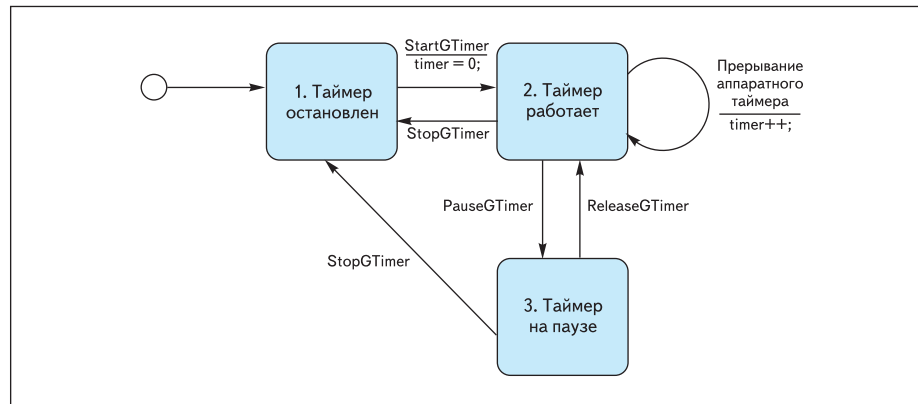 StartGTimer
timer = 0;
1. Таймер
остановлен
2. Таймер
работает
Прерывание
аппаратного
таймера
timer++;
StopGTimer
PauseGTimer
ReleaseGTimer
StopGTimer
3. Таймер
на паузе